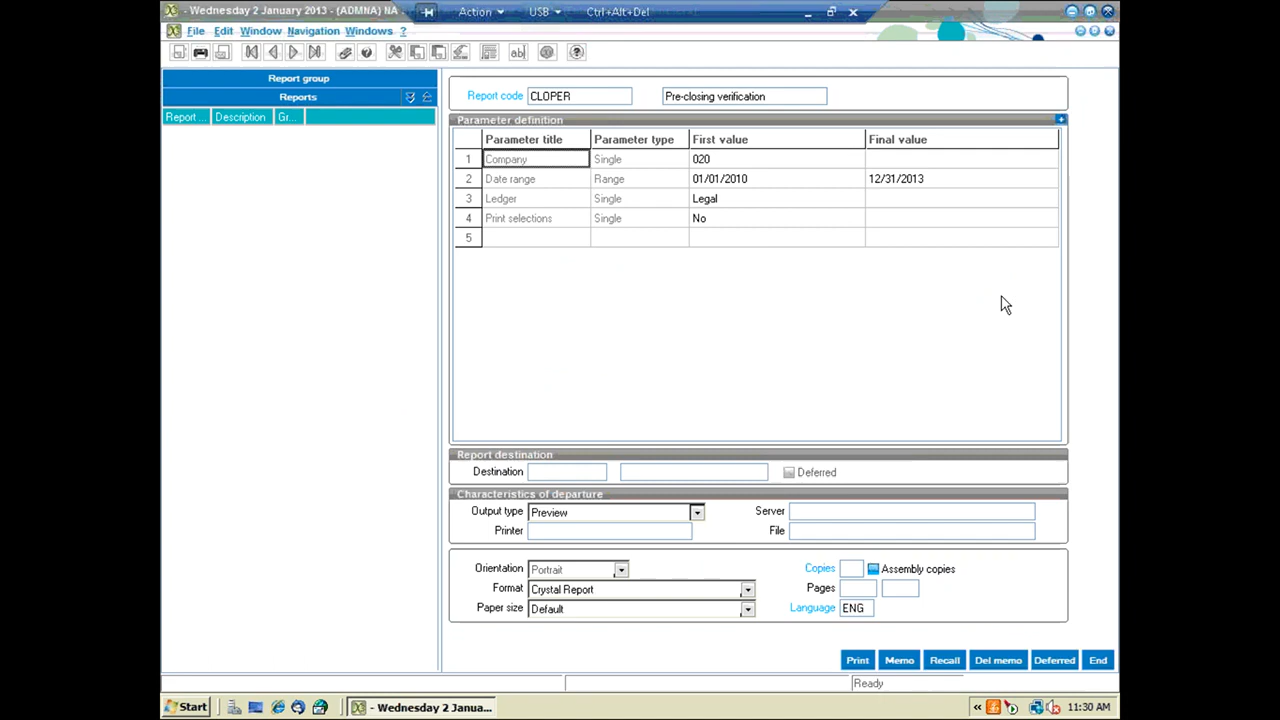 - Wednesday 2 January 2013 - (ADMNA) NA
Action USB Ctrl+Alt+Del
File Edit Window Navigation Windows ?
ab|
Report group
Reports
Report ... Description Gr...
Report code CLOPER Pre-closing verification
Parameter definition
Parameter title Parameter type First value Final value
1 Company Single 020
2 Date range Range 01/01/2010 12/31/2013
3 Ledger Single Legal
4 Print selections Single No
5
Report destination
Destination Deferred
Characteristics of departure
Output type Preview Server
Printer File
Orientation Portrait Copies Assembly copies
Format Crystal Report Pages
Paper size Default Language ENG
Print Memo Recall Del memo Deferred End
Ready
Start - Wednesday 2 Janua... « 11:30 AM